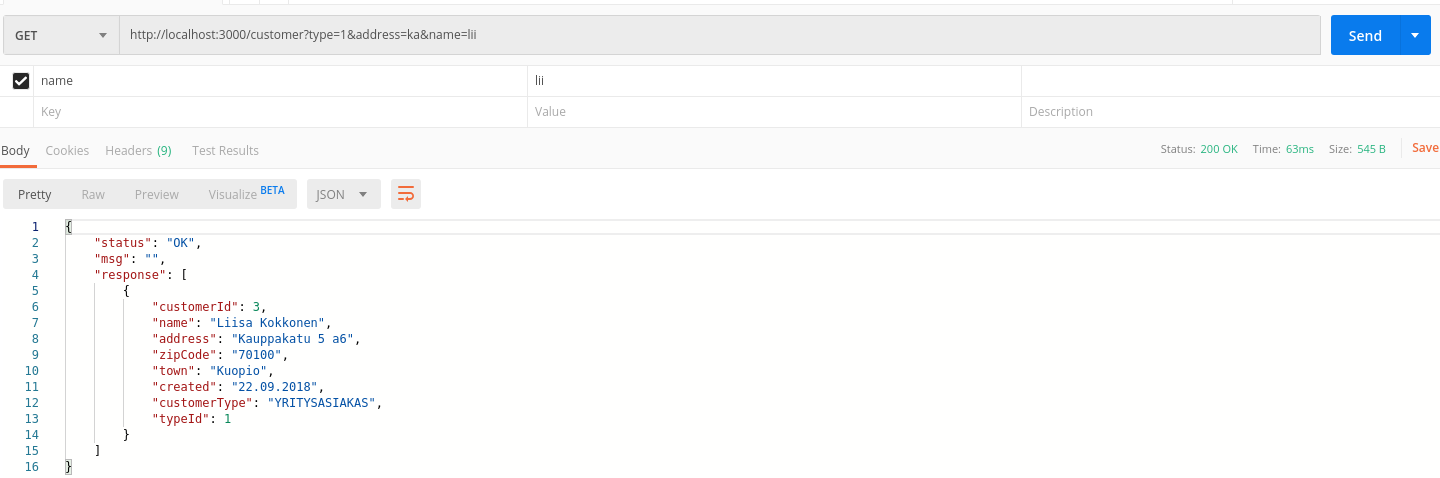 GET http://localhost:3000/customer?type=1&address=ka&name=lii Send
name lii
Key Value Description
Body Cookies Headers (9) Test Results Status: 200 OK Time: 63ms Size: 545 B Save
Pretty Raw Preview Visualize BETA JSON
1 {
2 "status": "OK",
3 "msg": "",
4 "response": [
5 {
6 "customerId": 3,
7 "name": "Liisa Kokkonen",
8 "address": "Kauppakatu 5 a6",
9 "zipCode": "70100",
10 "town": "Kuopio",
11 "created": "22.09.2018",
12 "customerType": "YRITYSASIAKAS",
13 "typeId": 1
14 }
15 ]
16 }